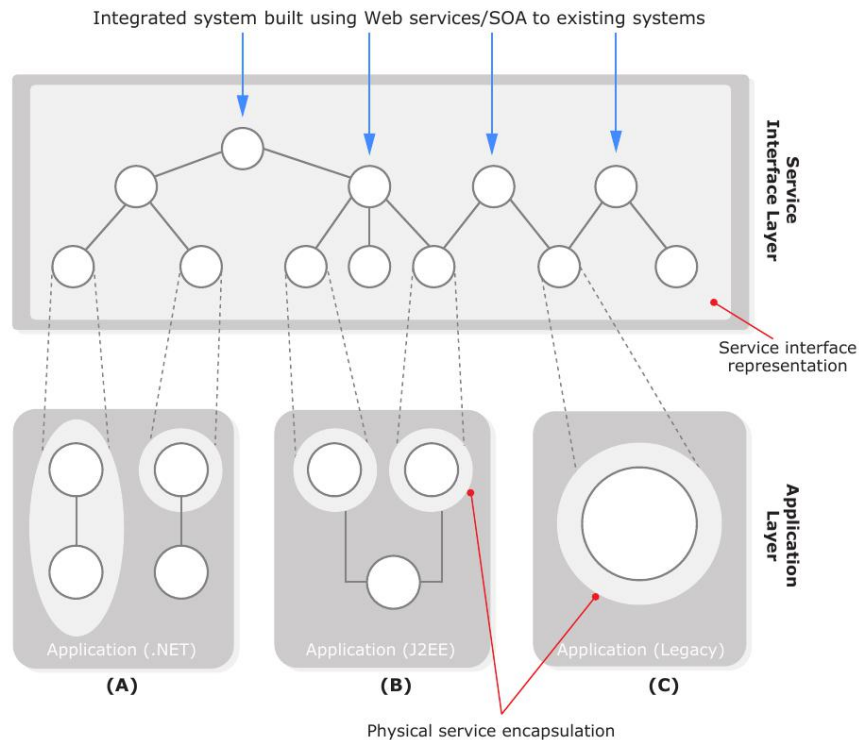 Integrated system built using Web services/SOA to existing systems
Service
Interface Layer
Service interface
representation
Application
Layer
Application (.NET)
Application (J2EE)
Application (Legacy)
(A)
(B)
(C)
Physical service encapsulation